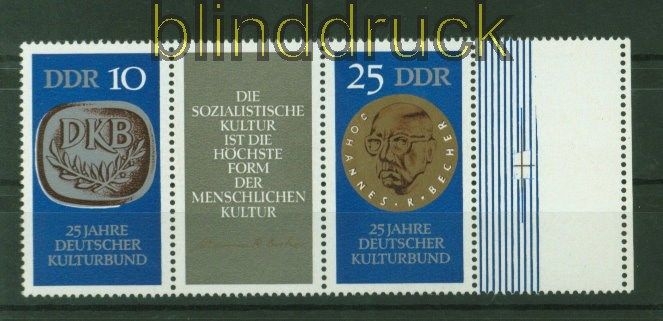 blinddruck
DDR 10
DKB
25 JAHRE
DEUTSCHER
KULTURBUND
DIE
SOZIALISTISCHE
KULTUR
IST DIE
HÖCHSTE
FORM
DER
MENSCHLICHEN
KULTUR
25 DDR
JOHANNES · R · BECHER
25 JAHRE
DEUTSCHER
KULTURBUND